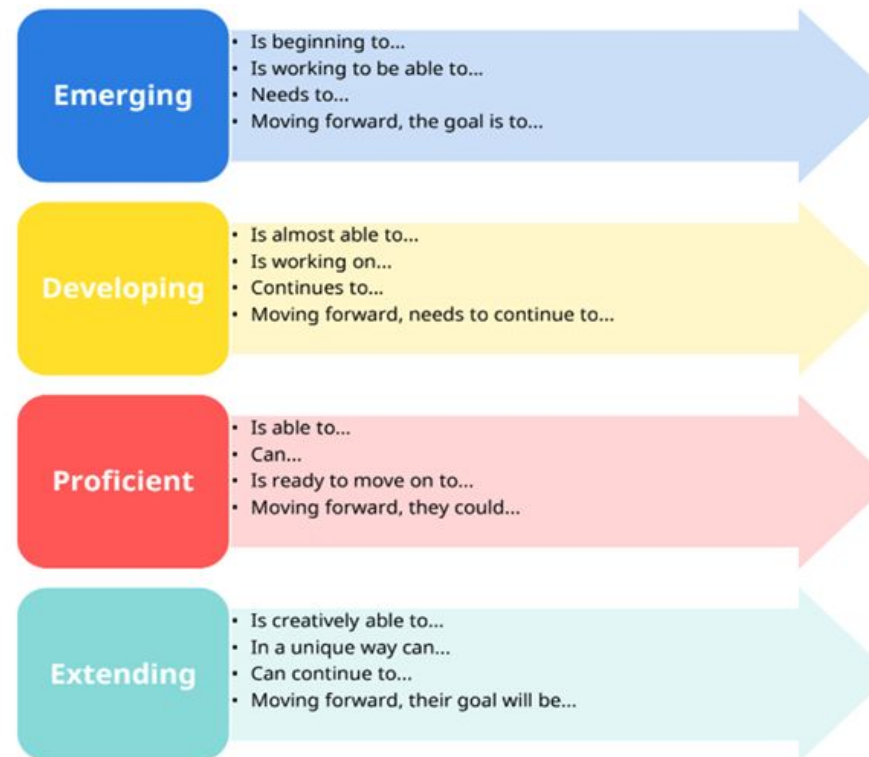 Emerging
• Is beginning to...
• Is working to be able to...
• Needs to...
• Moving forward, the goal is to...
Developing
• Is almost able to...
• Is working on...
• Continues to...
• Moving forward, needs to continue to...
Proficient
• Is able to...
• Can...
• Is ready to move on to...
• Moving forward, they could...
Extending
• Is creatively able to...
• In a unique way can...
• Can continue to...
• Moving forward, their goal will be...